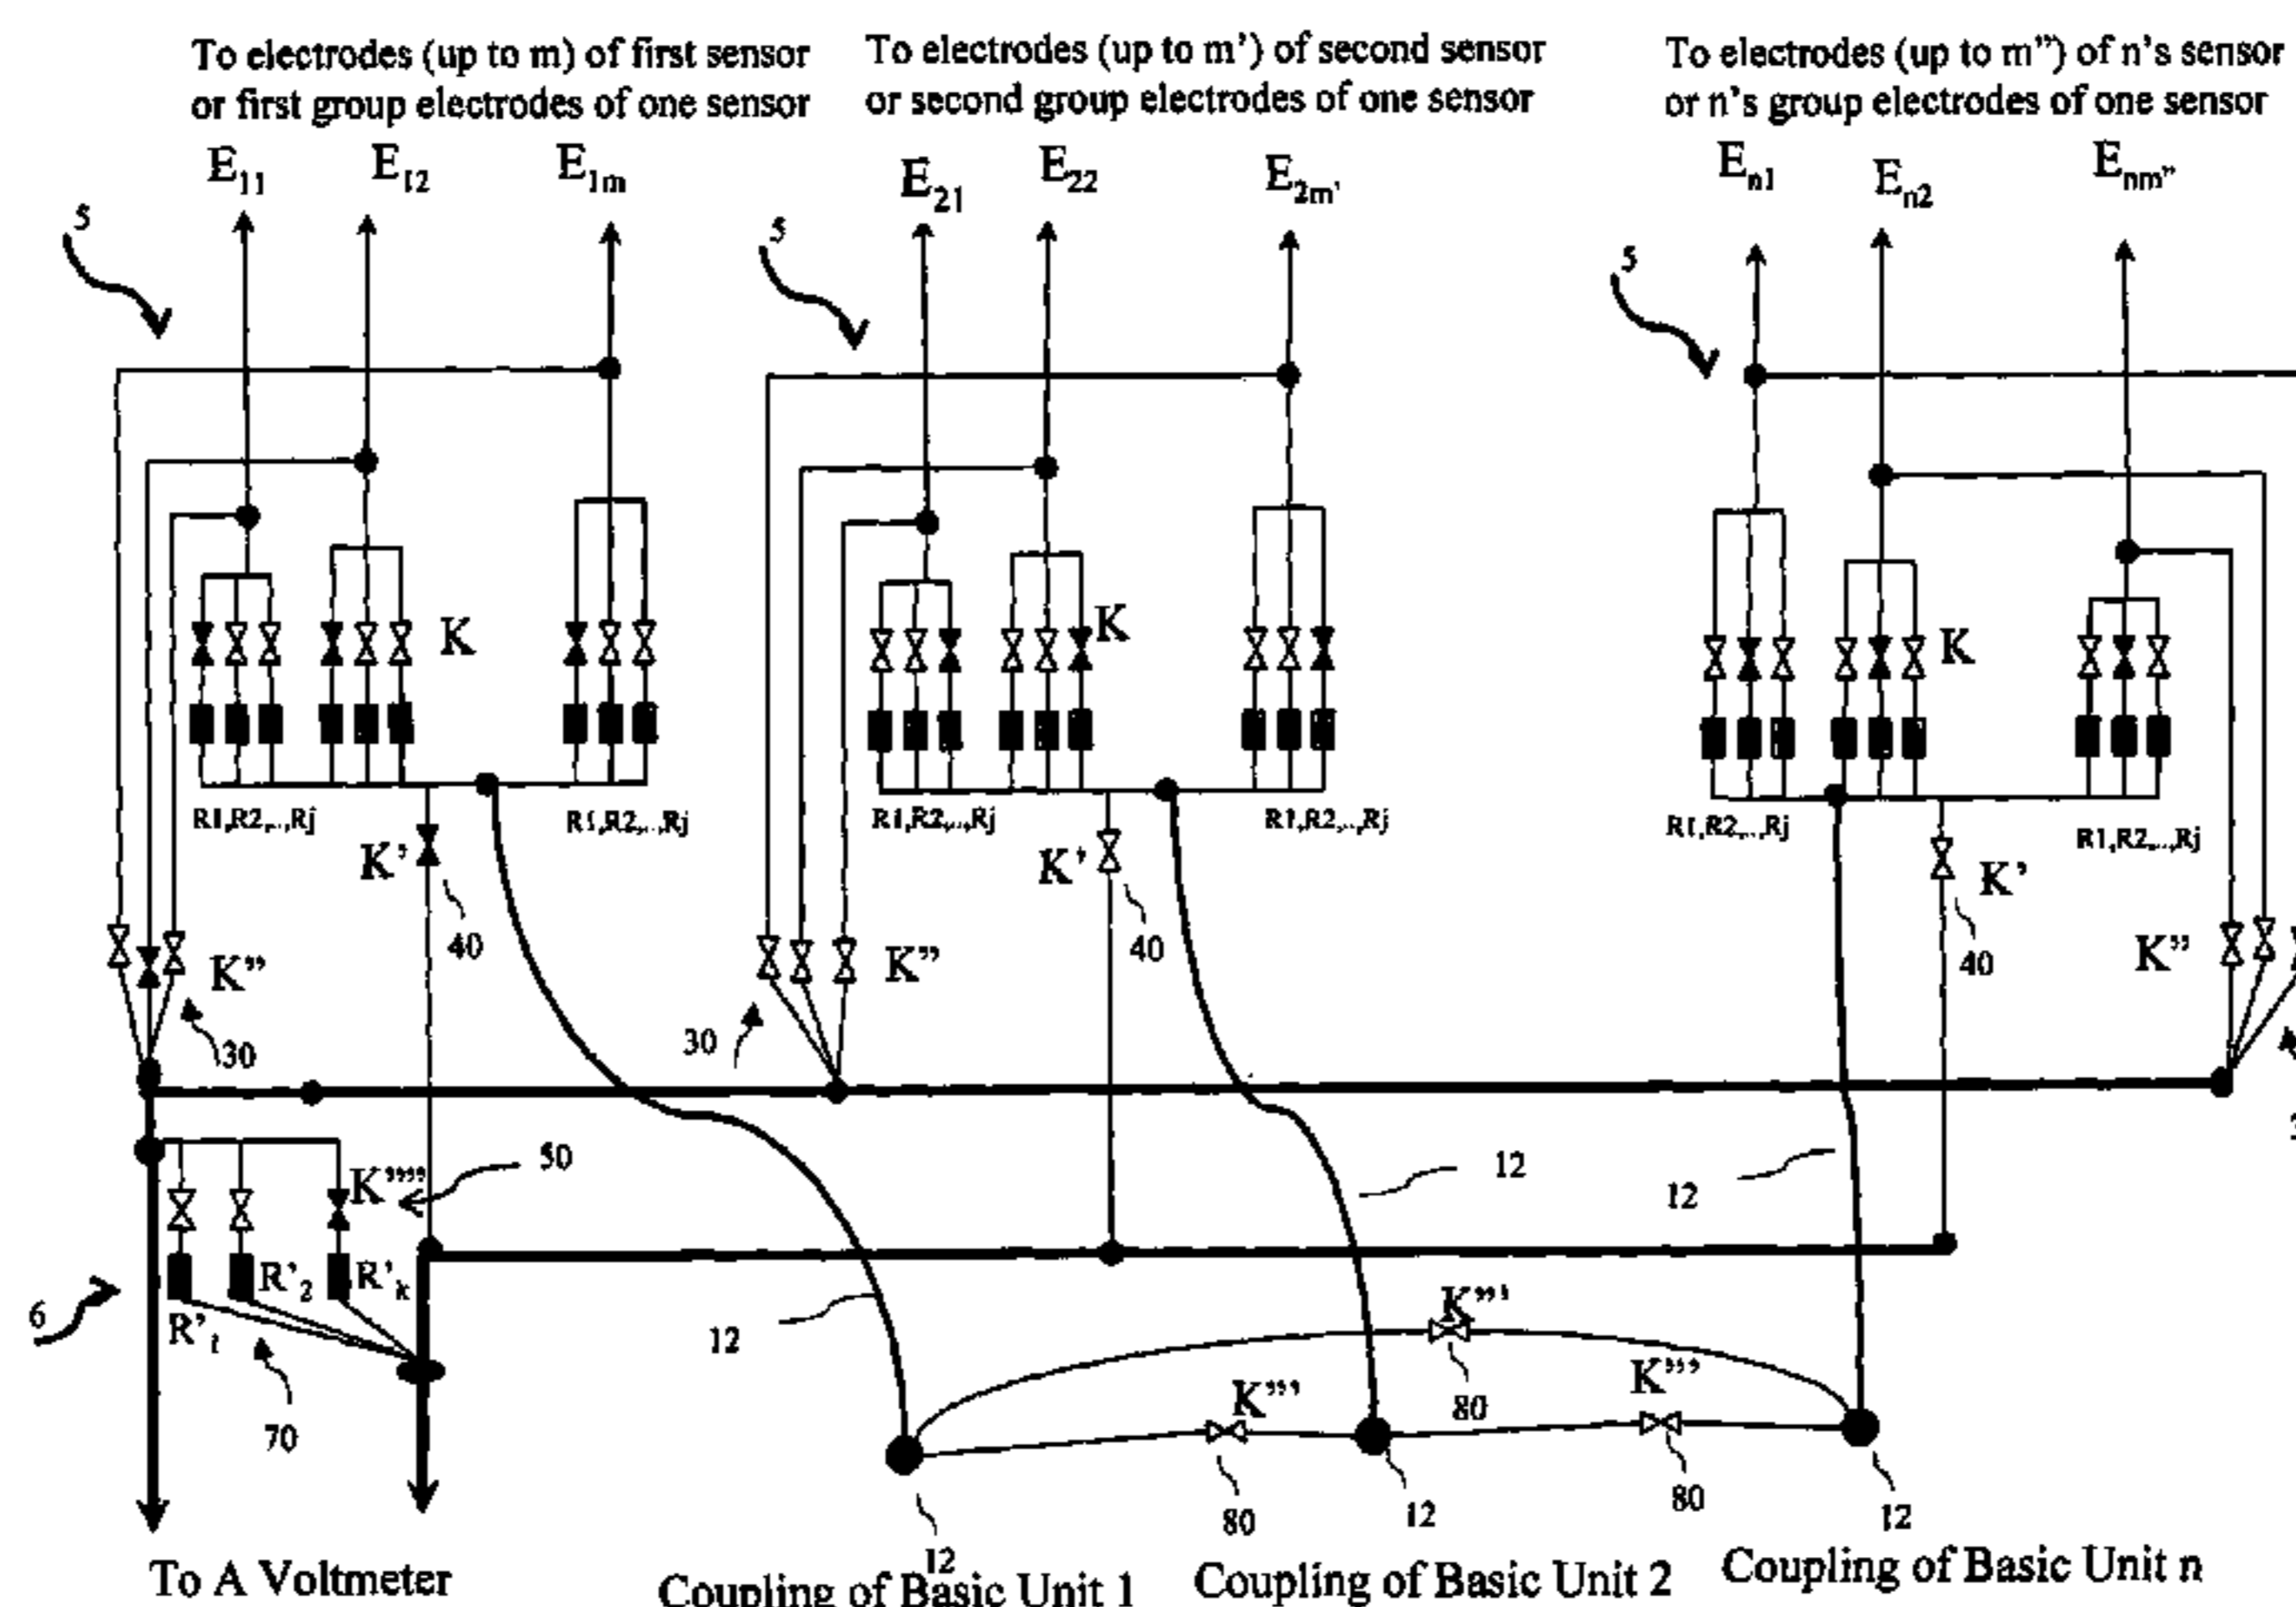 To electrodes (up to m) of first sensor
or first group electrodes of one sensor
To electrodes (up to m’) of second sensor
or second group electrodes of one sensor
To electrodes (up to m”) of n’s sensor
or n’s group electrodes of one sensor
E11 E12 E1m
E21 E22 E2m'
En1 En2 Enm”
5 5 5
K K K
R1,R2,..,Rj R1,R2,..,Rj R1,R2,..,Rj R1,R2,..,Rj R1,R2,..,Rj R1,R2,..,Rj
K’ K' K’
40 40 40
K” K” K”
30 30
50
K””
12 12
R’1 R’2 R’k
6
12
K”’
80
K”’ K”’
70
80 80
12 12 12
To A Voltmeter
Coupling of Basic Unit 1 Coupling of Basic Unit 2 Coupling of Basic Unit n